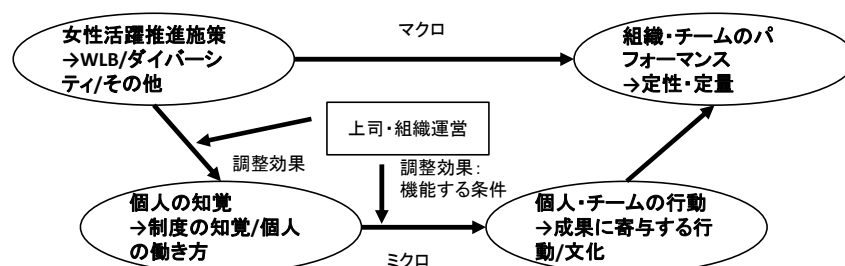 女性活躍推進施策
→WLB/ダイバーシ
ティ/その他
マクロ
組織・チームのパ
フォーマンス
→定性・定量
上司・組織運営
調整効果
調整効果：
機能する条件
個人の知覚
→制度の知覚/個人
の働き方
個人・チームの行動
→成果に寄与する行
動/文化
ミクロ